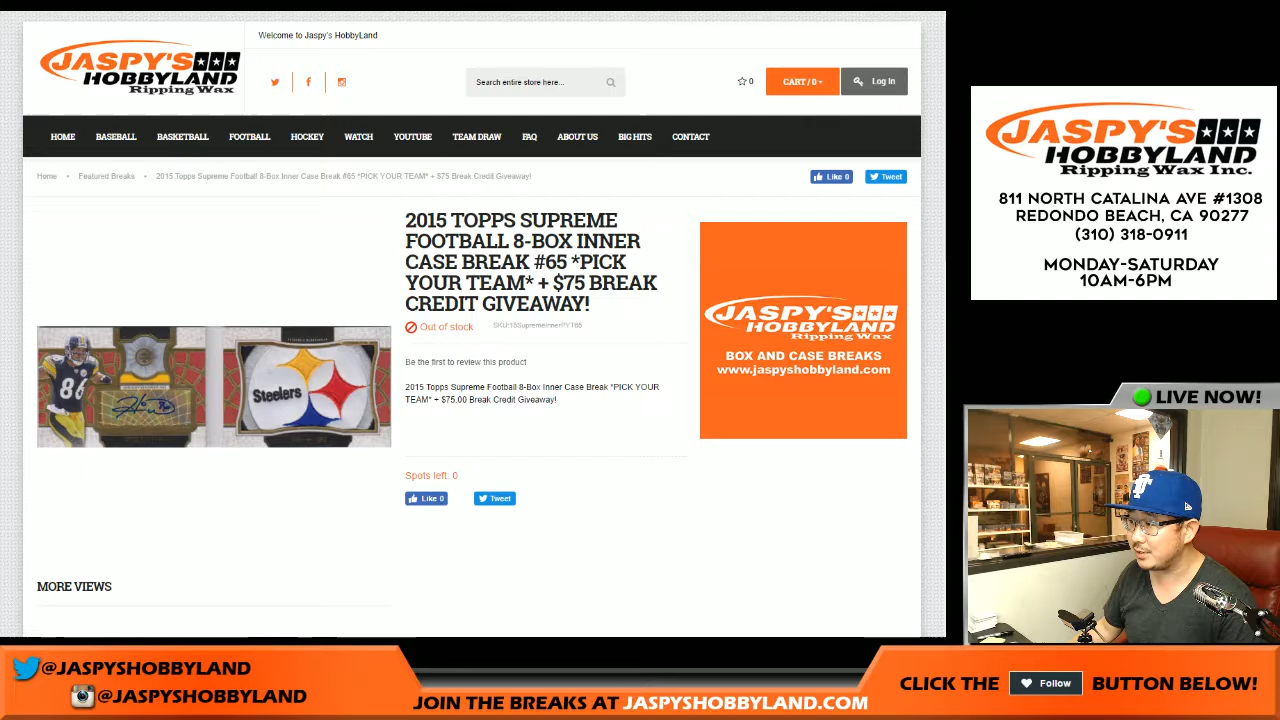 JASPY'S
HOBBYLAND
Ripping Wax
Welcome to Jaspy's HobbyLand
Search entire store here...
0
CART / 0
Log In
HOME BASEBALL BASKETBALL FOOTBALL HOCKEY WATCH YOUTUBE TEAM DRAW FAQ ABOUT US BIG HITS CONTACT
Home • Featured Breaks • 2015 Topps Supreme Football 8-Box Inner Case Break #65 *PICK YOUR TEAM* + $75 Break Credit Giveaway!
Like 0 Tweet
2015 TOPPS SUPREME
FOOTBALL 8-BOX INNER
CASE BREAK #65 *PICK
YOUR TEAM* + $75 BREAK
CREDIT GIVEAWAY!
Out of stock SKU:15SupremeInnerPYT65
Be the first to review this product
2015 Topps Supreme Football 8-Box Inner Case Break *PICK YOUR
TEAM* + $75.00 Break Credit Giveaway!
Spots left: 0
Like 0 Tweet
86
Steelers
MORE VIEWS
JASPY'S
HOBBYLAND
Ripping Wax
BOX AND CASE BREAKS
www.jaspyshobbyland.com
JASPY'S
HOBBYLAND
Ripping Wax Inc.
811 NORTH CATALINA AVE #1308
REDONDO BEACH, CA 90277
(310) 318-0911
MONDAY-SATURDAY
10AM-6PM
LIVE NOW!
@JASPYSHOBBYLAND
@JASPYSHOBBYLAND
JOIN THE BREAKS AT JASPYSHOBBYLAND.COM
CLICK THE Follow BUTTON BELOW!